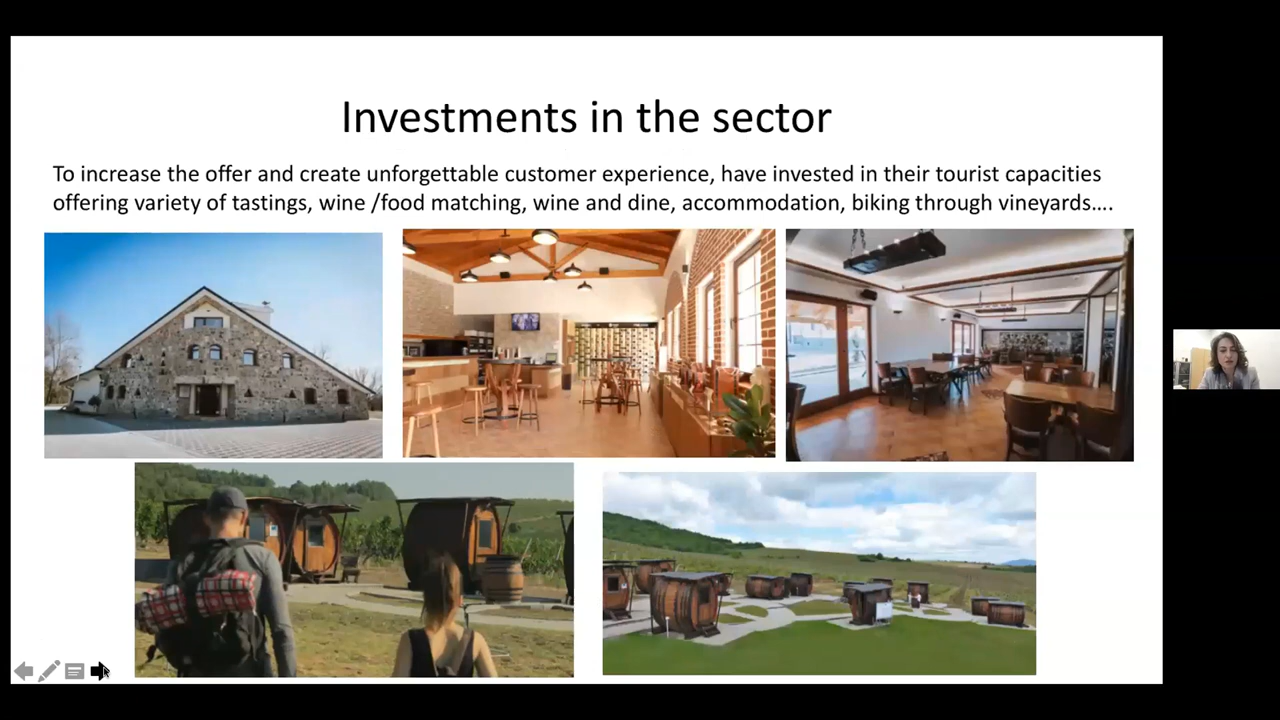 Investments in the sector
To increase the offer and create unforgettable customer experience, have invested in their tourist capacities
offering variety of tastings, wine /food matching, wine and dine, accommodation, biking through vineyards....